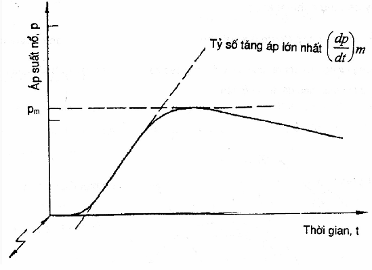 Áp suất nổ, p
Tỷ số tăng áp lớn nhất (dp/dt) m
pm
Thời gian, t